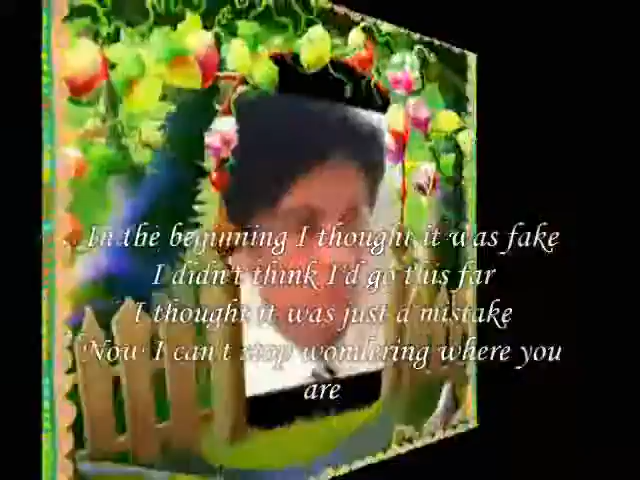 In the beginning I thought it was fake
I didn't think I'd go this far
I thought it was just a mistake
Now I can't stop wondering where you
are